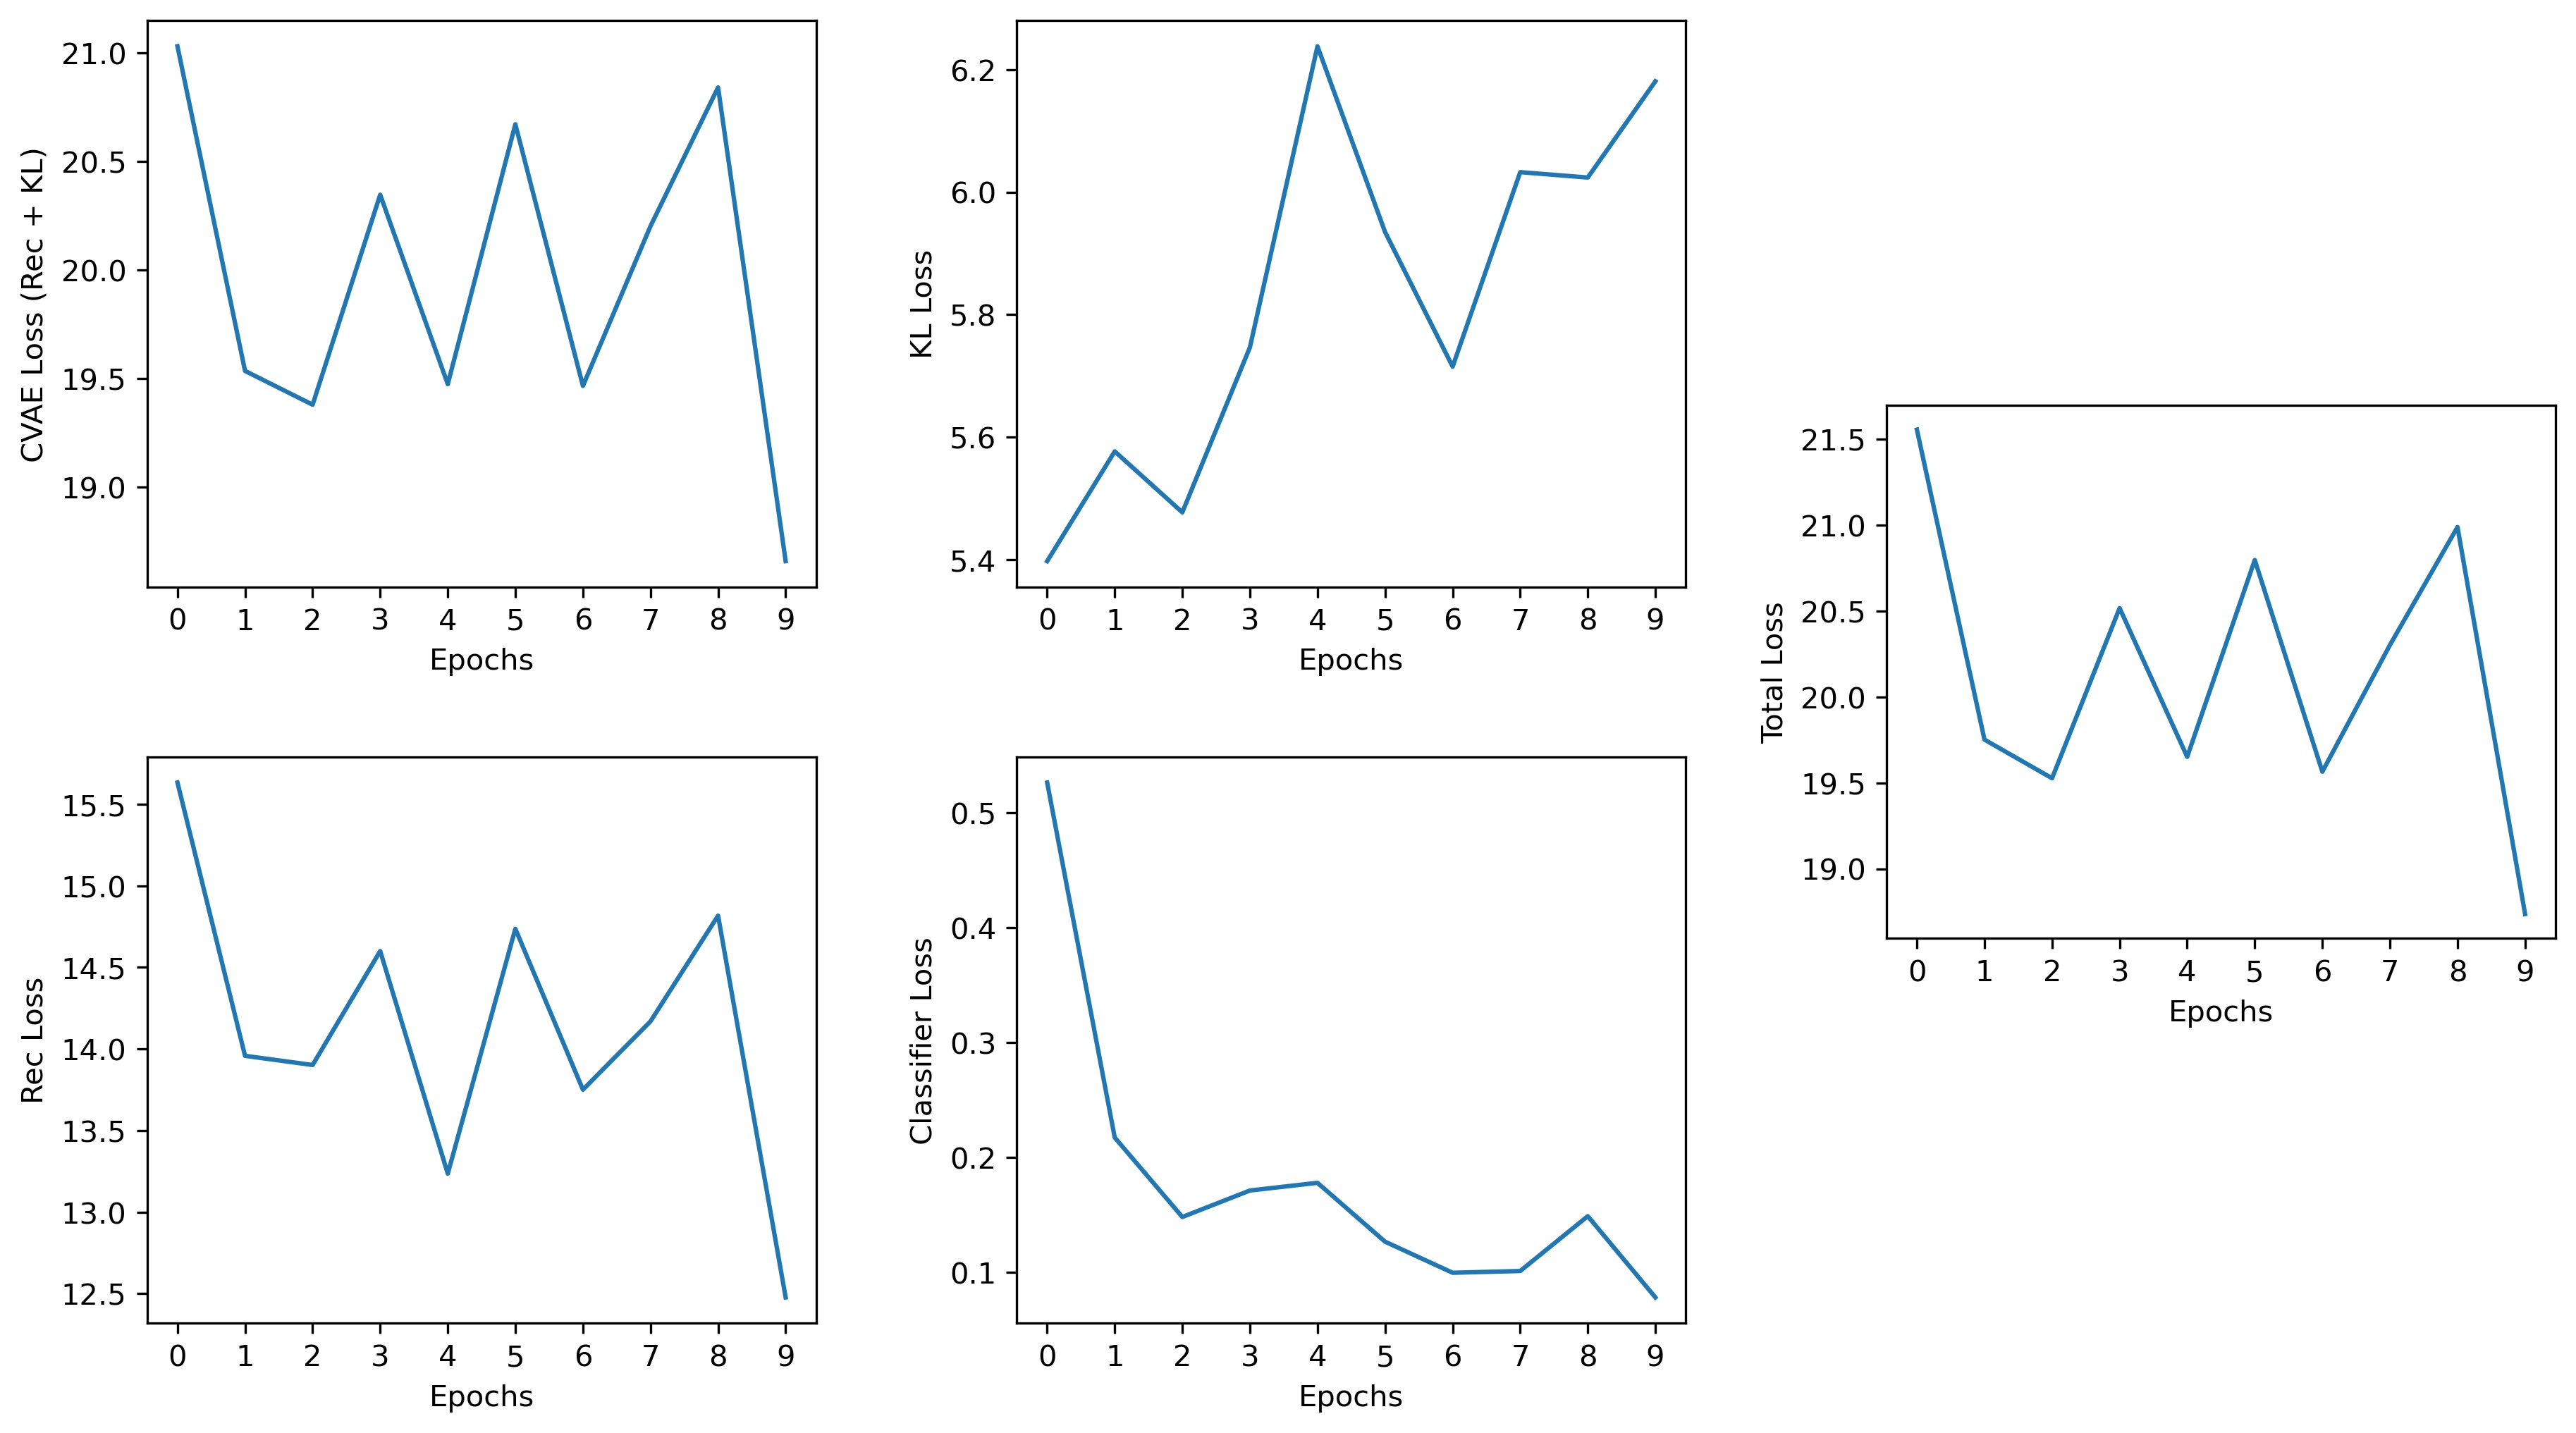 CVAE Loss (Rec + KL)
21.0
20.5
20.0
19.5
19.0
0 1 2 3 4 5 6 7 8 9
Epochs
KL Loss
6.2
6.0
5.8
5.6
5.4
0 1 2 3 4 5 6 7 8 9
Epochs
Rec Loss
15.5
15.0
14.5
14.0
13.5
13.0
12.5
0 1 2 3 4 5 6 7 8 9
Epochs
Classifier Loss
0.5
0.4
0.3
0.2
0.1
0 1 2 3 4 5 6 7 8 9
Epochs
Total Loss
21.5
21.0
20.5
20.0
19.5
19.0
0 1 2 3 4 5 6 7 8 9
Epochs